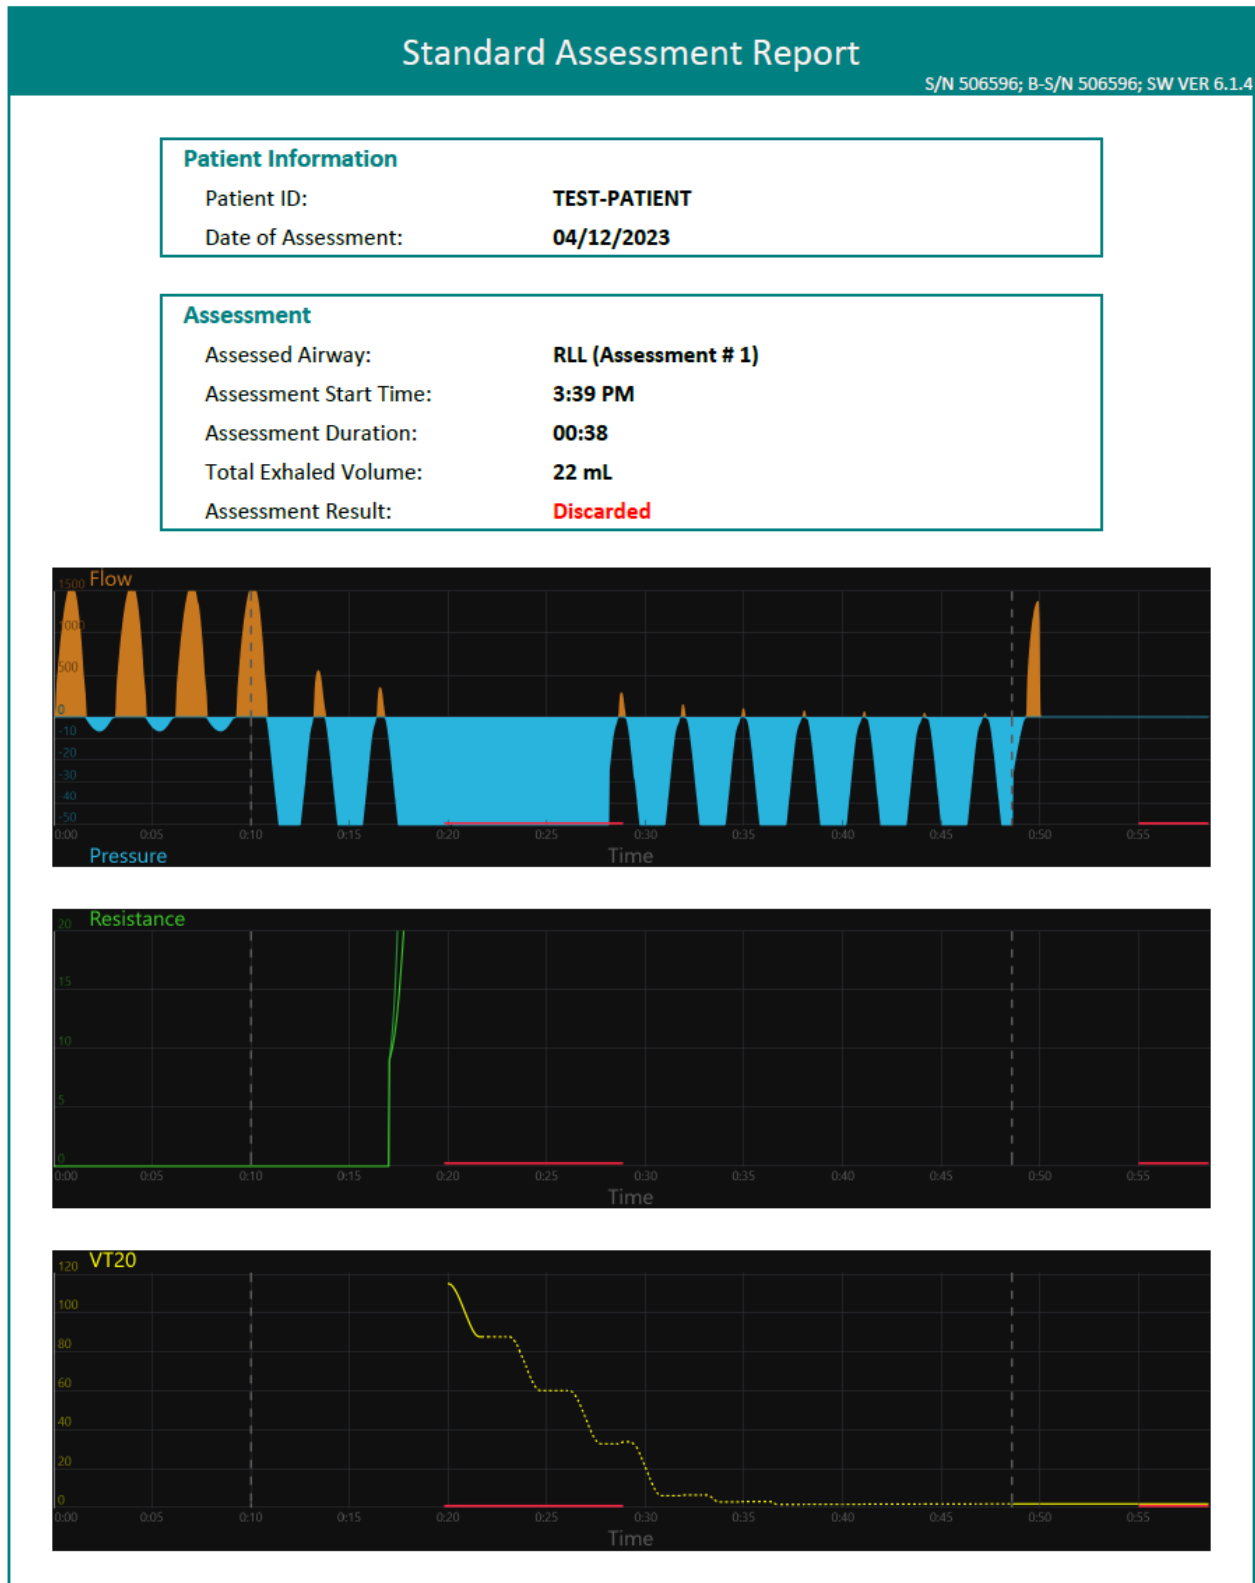 Standard Assessment Report
S/N 506596; B-S/N 506596; SW VER 6.1.4
Patient Information
Patient ID: TEST-PATIENT
Date of Assessment: 04/12/2023
Assessment
Assessed Airway: RLL (Assessment # 1)
Assessment Start Time: 3:39 PM
Assessment Duration: 00:38
Total Exhaled Volume: 22 mL
Assessment Result: Discarded
1500 Flow
1000
500
0
-10
-20
-30
-40
-50
0:00 0:05 0:10 0:15 0:20 0:25 0:30 0:35 0:40 0:45 0:50 0:55
Pressure Time
20 Resistance
15
10
5
0
0:00 0:05 0:10 0:15 0:20 0:25 0:30 0:35 0:40 0:45 0:50 0:55
Time
120 VT20
100
80
60
40
20
0
0:00 0:05 0:10 0:15 0:20 0:25 0:30 0:35 0:40 0:45 0:50 0:55
Time